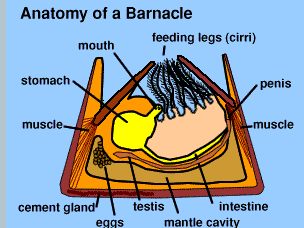 Anatomy of a Barnacle
feeding legs (cirri)
mouth
stomach
penis
muscle
muscle
cement gland
testis
intestine
eggs
mantle cavity